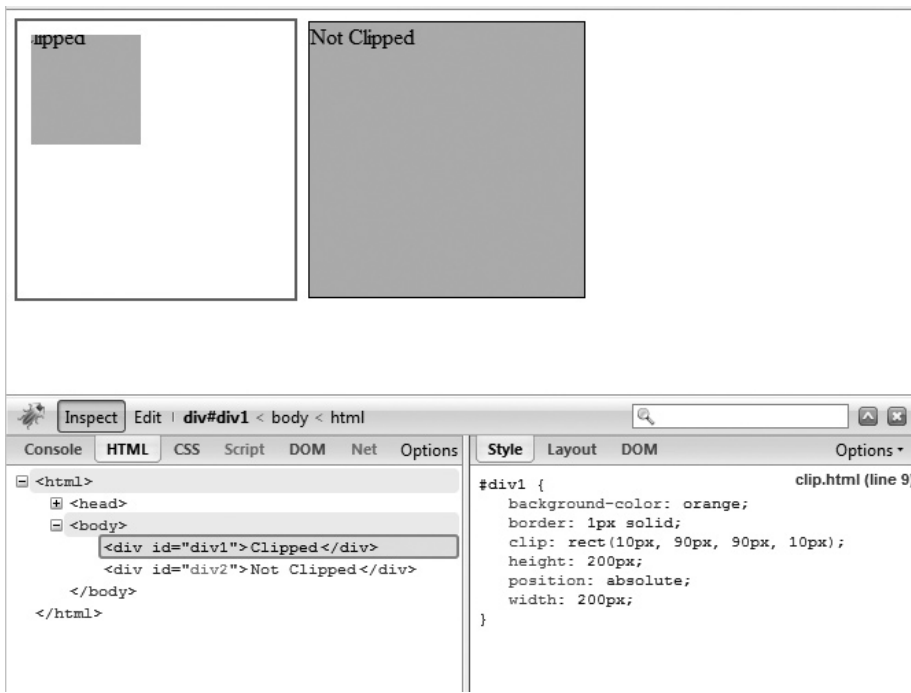 lipped
Not Clipped
Inspect Edit div#div1 < body < html
Console HTML CSS Script DOM Net Options
Style Layout DOM Options
<html>
<head>
<body>
<div id="div1">Clipped</div>
<div id="div2">Not Clipped</div>
</body>
</html>
clip.html (line 9)
#div1 {
background-color: orange;
border: 1px solid;
clip: rect(10px, 90px, 90px, 10px);
height: 200px;
position: absolute;
width: 200px;
}